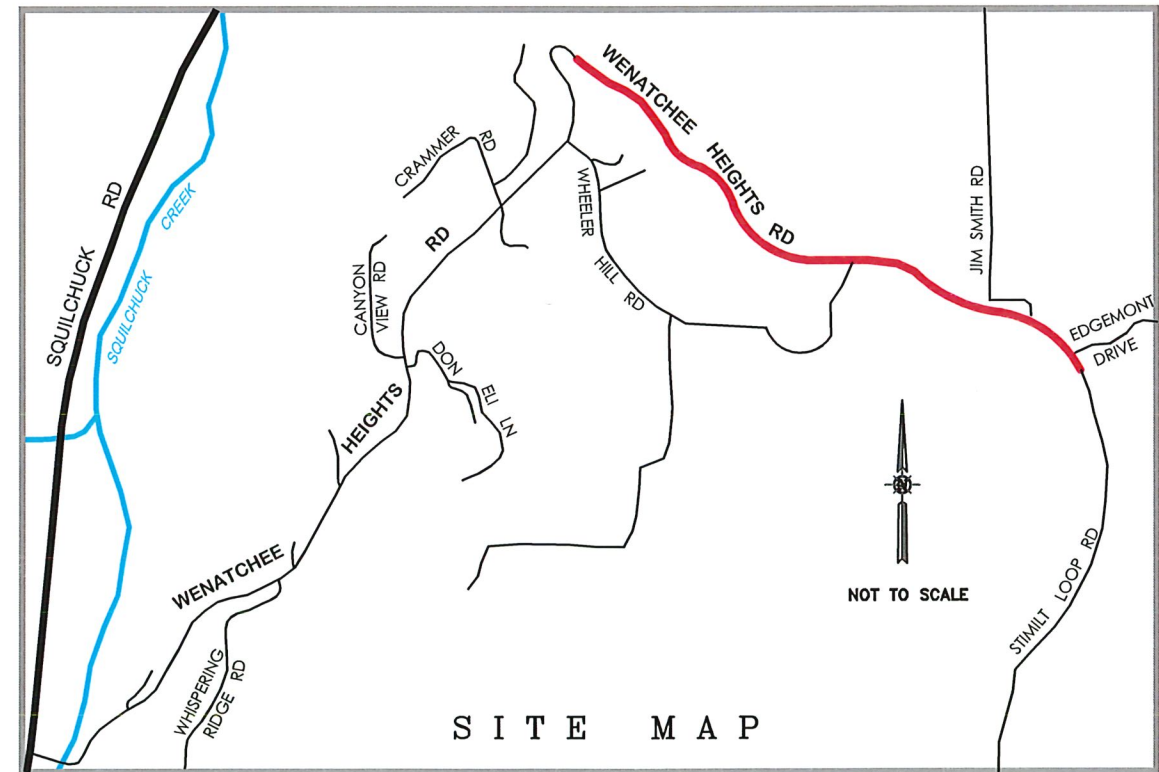 WENATCHEE
HEIGHTS
RD
CRAMMER
RD
WHEELER
HILL RD
JIM SMITH RD
EDGEMONT
DRIVE
SQUILCHUCK
RD
SQUILCHUCK
CREEK
CANYON
VIEW RD
DON
ELI
LN
WENATCHEE
HEIGHTS
RD
WHISPERING
RIDGE RD
STIMILT LOOP RD
N
NOT TO SCALE
SITE MAP